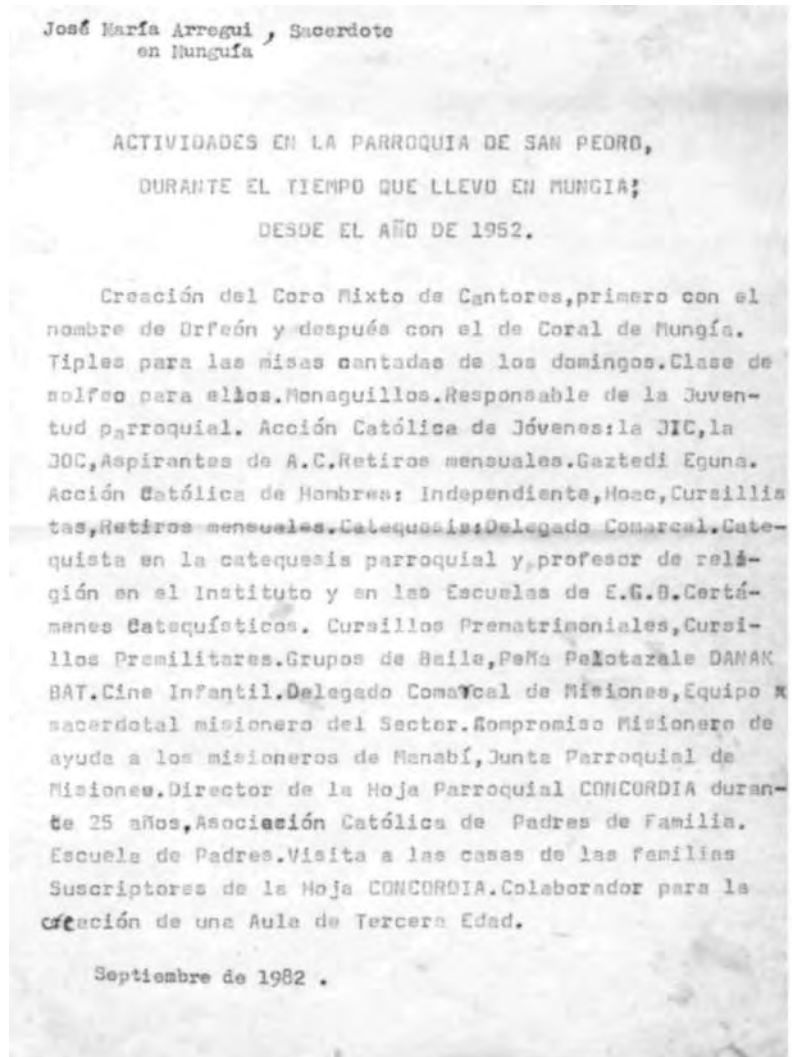 José María Arregui , Sacerdote
en Munguía
ACTIVIDADES EN LA PARROQUIA DE SAN PEDRO,
DURANTE EL TIEMPO QUE LLEVO EN MUNGIA;
DESDE EL AÑO DE 1952.
Creación del Coro Mixto de Cantores,primero con el
nombre de Orfeón y después con el de Coral de Mungía.
Tiples para las misas cantadas de los domingos.Clase de
solfeo para ellos.Monaguillos.Responsable de la Juven-
tud parroquial. Acción Católica de Jóvenes:la JIC,la
JOC,Aspirantes de A.C.Retiros mensuales.Gaztedi Eguna.
Acción Católica de Hombres: Independiente,Hoac,Cursillis
tas,Retiros mensuales.Catequesis:Delegado Comarcal.Cate-
quista en la catequesis parroquial y profesor de reli-
gión en el Instituto y en las Escuelas de E.G.B.Certá-
menes Catequísticos. Cursillos Prematrimoniales,Cursi-
llos Premilitares.Grupos de Baile,Peña Pelotazale DANAK
BAT.Cine Infantil.Delegado Comarcal de Misiones,Equipo
sacerdotal misionero del Sector.Compromiso Misionero de
ayuda a los misioneros de Manabí,Junta Parroquial de
Misiones.Director de la Hoja Parroquial CONCORDIA duran-
te 25 años,Asociación Católica de Padres de Familia.
Escuela de Padres.Visita a las casas de las familias
Suscriptores de la Hoja CONCORDIA.Colaborador para la
creación de una Aula de Tercera Edad.
Septiembre de 1982 .